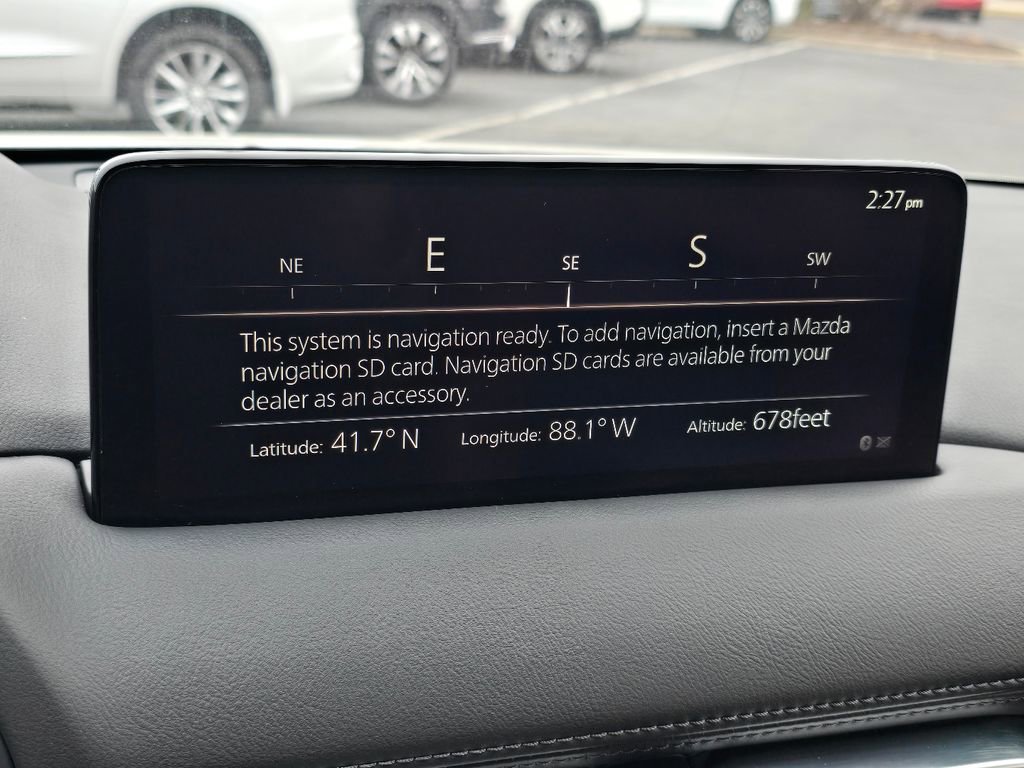 2:27pm
NE E SE S SW
This system is navigation ready. To add navigation, insert a Mazda
navigation SD card. Navigation SD cards are available from your
dealer as an accessory.
Latitude: 41.7° N Longitude: 88.1° W Altitude: 678feet